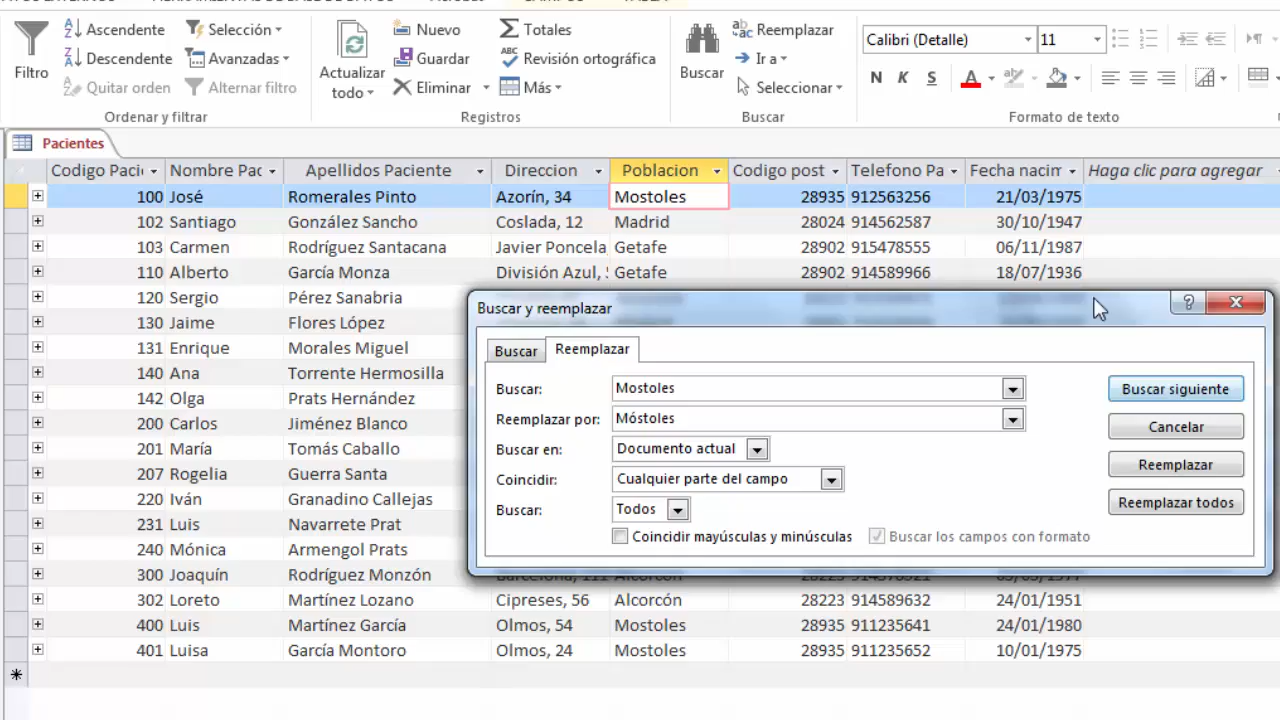 Filtro
Ascendente
Descendente
Quitar orden
Selección
Avanzadas
Alternar filtro
Ordenar y filtrar
Actualizar
todo
Nuevo
Guardar
Eliminar
Totales
Revisión ortográfica
Más
Registros
Buscar
Reemplazar
Ir a
Seleccionar
Buscar
Calibri (Detalle) 11
N K S A
Formato de texto
Pacientes
Codigo Paci Nombre Pac Apellidos Paciente Direccion Poblacion Codigo post Telefono Pa Fecha nacim Haga clic para agregar
100 José Romerales Pinto Azorín, 34 Mostoles 28935 912563256 21/03/1975
102 Santiago González Sancho Coslada, 12 Madrid 28024 914562587 30/10/1947
103 Carmen Rodríguez Santacana Javier Poncela, Getafe 28902 915478555 06/11/1987
110 Alberto García Monza División Azul, Getafe 28902 914589966 18/07/1936
120 Sergio Pérez Sanabria
130 Jaime Flores López
131 Enrique Morales Miguel
140 Ana Torrente Hermosilla
142 Olga Prats Hernández
200 Carlos Jiménez Blanco
201 María Tomás Caballo
207 Rogelia Guerra Santa
220 Iván Granadino Callejas
231 Luis Navarrete Prat
240 Mónica Armengol Prats
300 Joaquín Rodríguez Monzón
302 Loreto Martínez Lozano Cipreses, 56 Alcorcón 28223 914589632 24/01/1951
400 Luis Martínez García Olmos, 54 Mostoles 28935 911235641 24/01/1980
401 Luisa García Montoro Olmos, 24 Mostoles 28935 911235652 10/01/1975
Buscar y reemplazar
Buscar Reemplazar
Buscar: Mostoles
Reemplazar por: Móstoles
Buscar en: Documento actual
Coincidir: Cualquier parte del campo
Buscar: Todos
Coincidir mayúsculas y minúsculas Buscar los campos con formato
Buscar siguiente
Cancelar
Reemplazar
Reemplazar todos